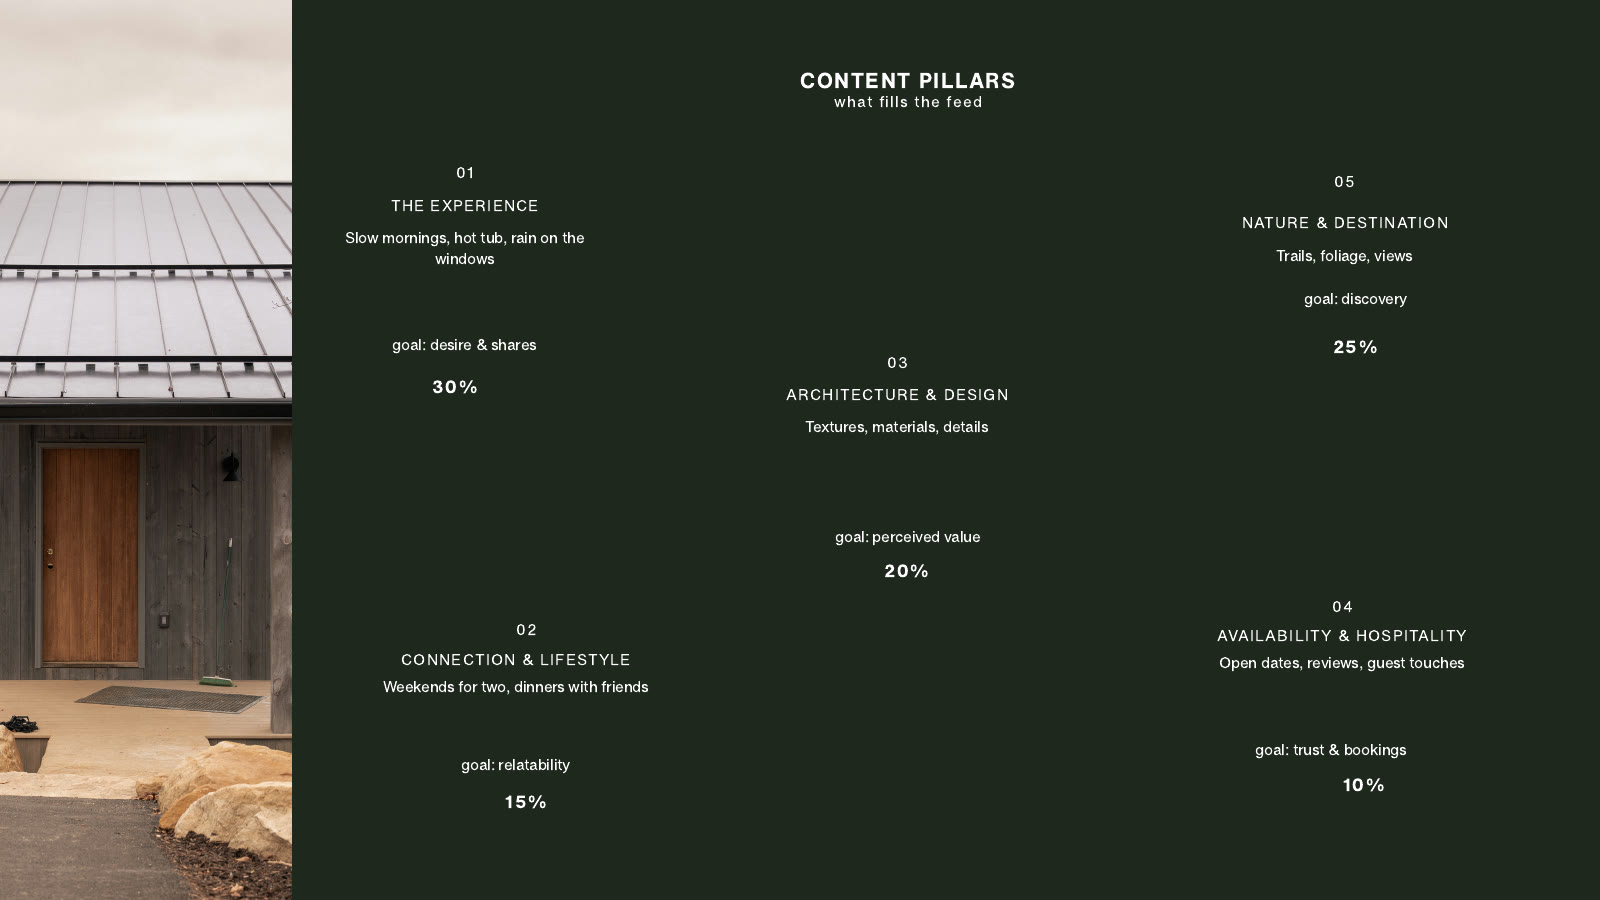 CONTENT PILLARS
what fills the feed
01
THE EXPERIENCE
Slow mornings, hot tub, rain on the
windows
goal: desire & shares
30%
02
CONNECTION & LIFESTYLE
Weekends for two, dinners with friends
goal: relatability
15%
03
ARCHITECTURE & DESIGN
Textures, materials, details
goal: perceived value
20%
04
AVAILABILITY & HOSPITALITY
Open dates, reviews, guest touches
goal: trust & bookings
10%
05
NATURE & DESTINATION
Trails, foliage, views
goal: discovery
25%